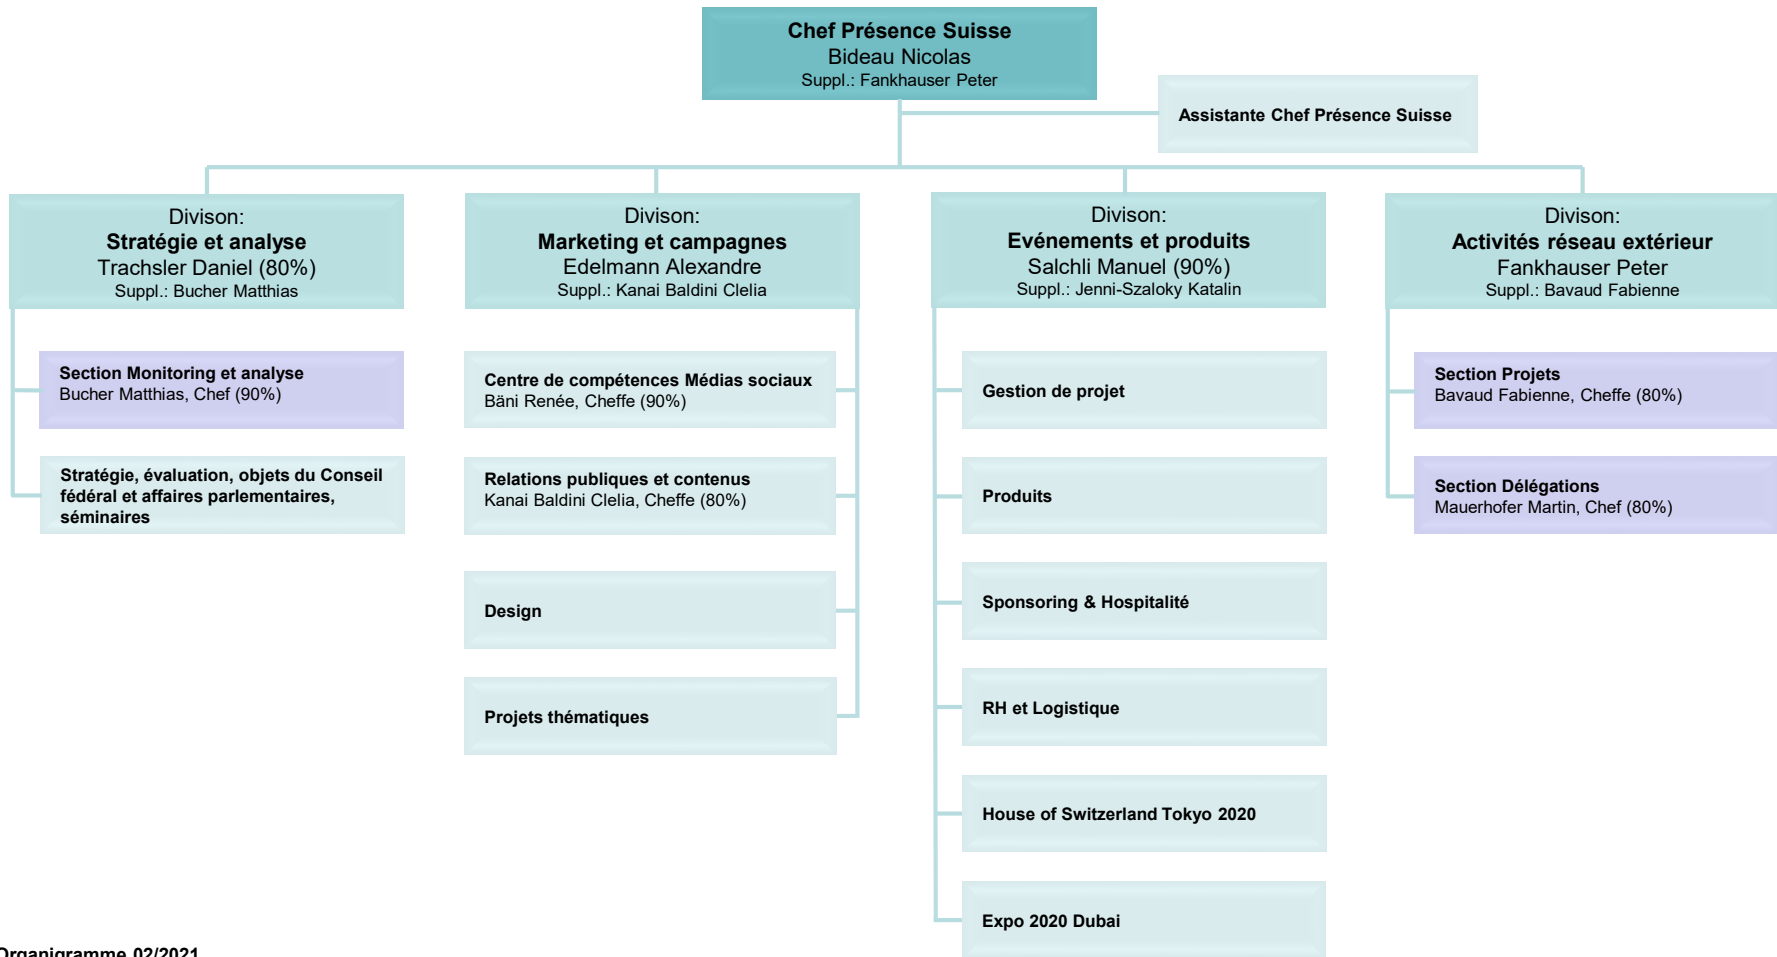 Chef Présence Suisse
Bideau Nicolas
Suppl.: Fankhauser Peter
Assistante Chef Présence Suisse
Divison:
Stratégie et analyse
Trachsler Daniel (80%)
Suppl.: Bucher Matthias
Section Monitoring et analyse
Bucher Matthias, Chef (90%)
Stratégie, évaluation, objets du Conseil
fédéral et affaires parlementaires,
séminaires
Divison:
Marketing et campagnes
Edelmann Alexandre
Suppl.: Kanai Baldini Clelia
Centre de compétences Médias sociaux
Bäni Renée, Cheffe (90%)
Relations publiques et contenus
Kanai Baldini Clelia, Cheffe (80%)
Design
Projets thématiques
Divison:
Evénements et produits
Salchli Manuel (90%)
Suppl.: Jenni-Szaloky Katalin
Gestion de projet
Produits
Sponsoring & Hospitalité
RH et Logistique
House of Switzerland Tokyo 2020
Expo 2020 Dubai
Divison:
Activités réseau extérieur
Fankhauser Peter
Suppl.: Bavaud Fabienne
Section Projets
Bavaud Fabienne, Cheffe (80%)
Section Délégations
Mauerhofer Martin, Chef (80%)
Organigramme 02/2021